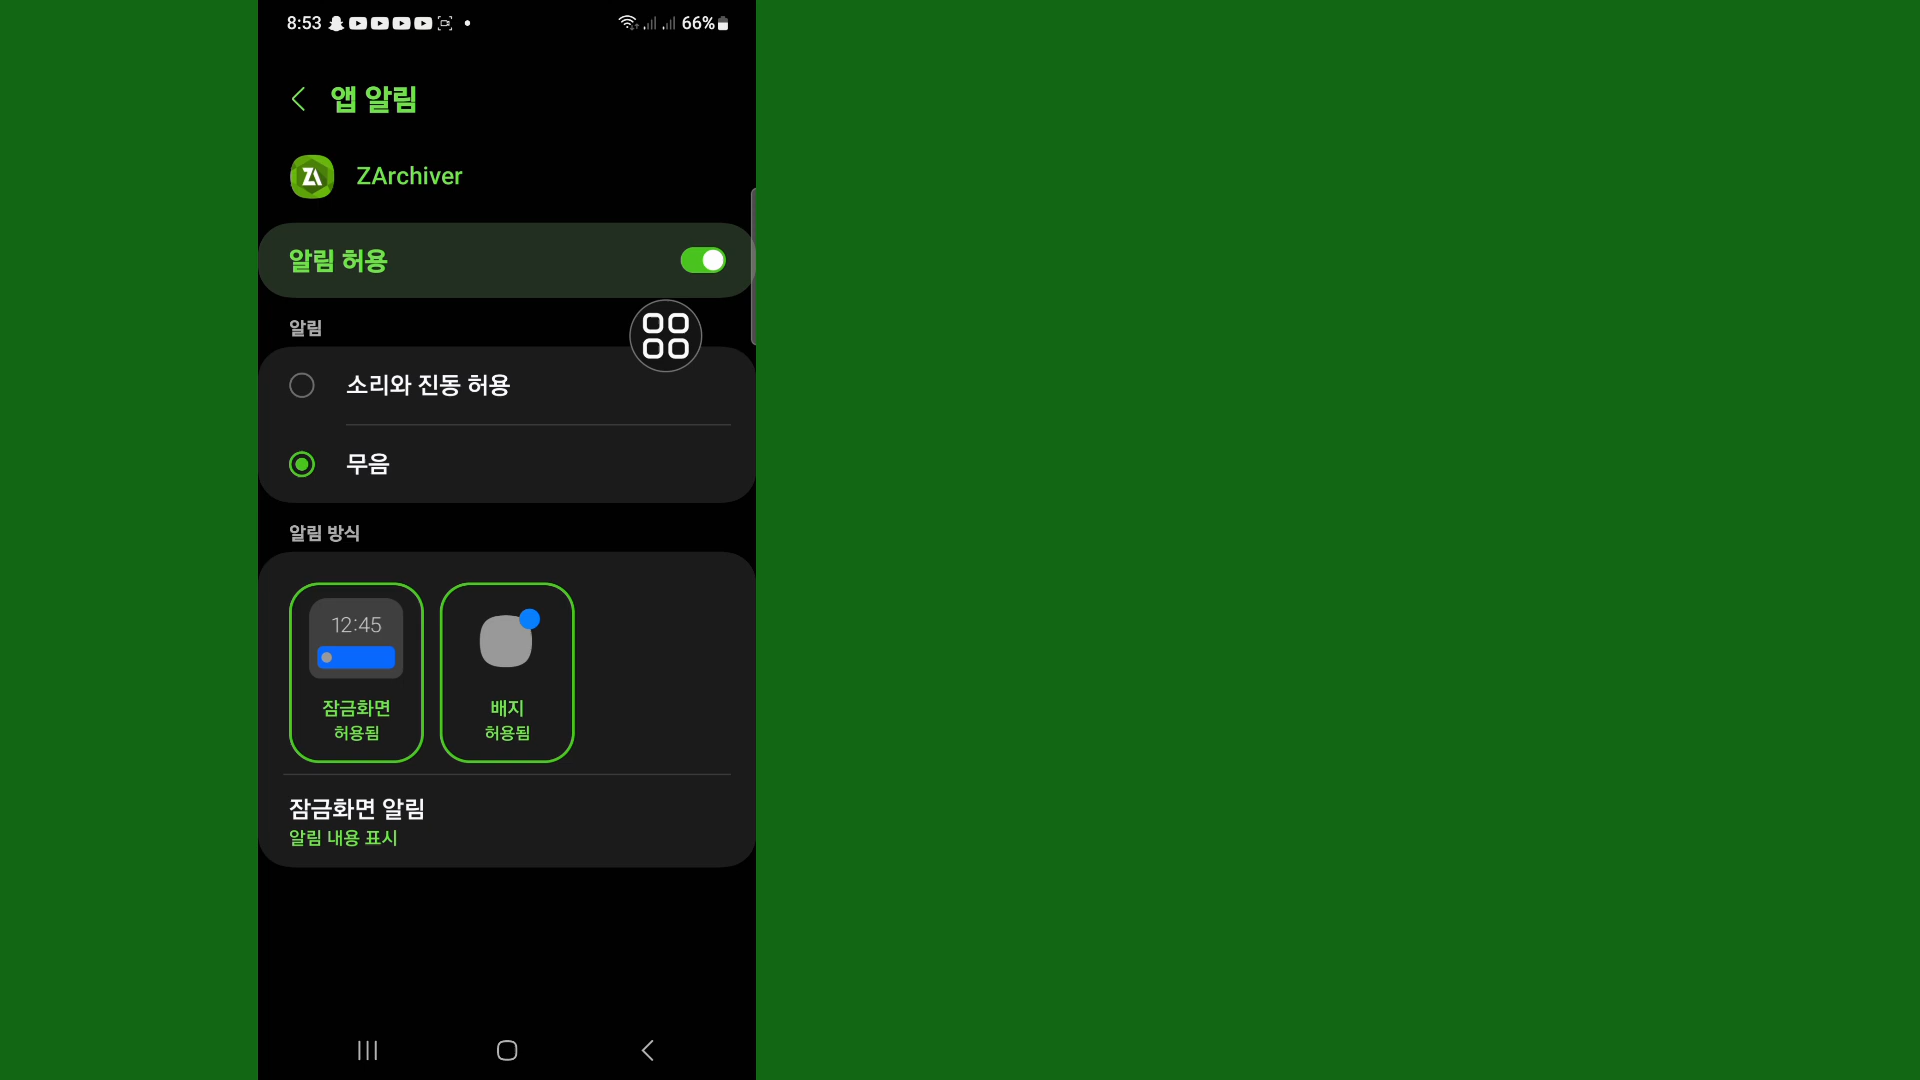 8:53
66%
앱 알림
ZA
ZArchiver
알림 허용
알림
소리와 진동 허용
무음
알림 방식
12:45
잠금화면
허용됨
배지
허용됨
잠금화면 알림
알림 내용 표시